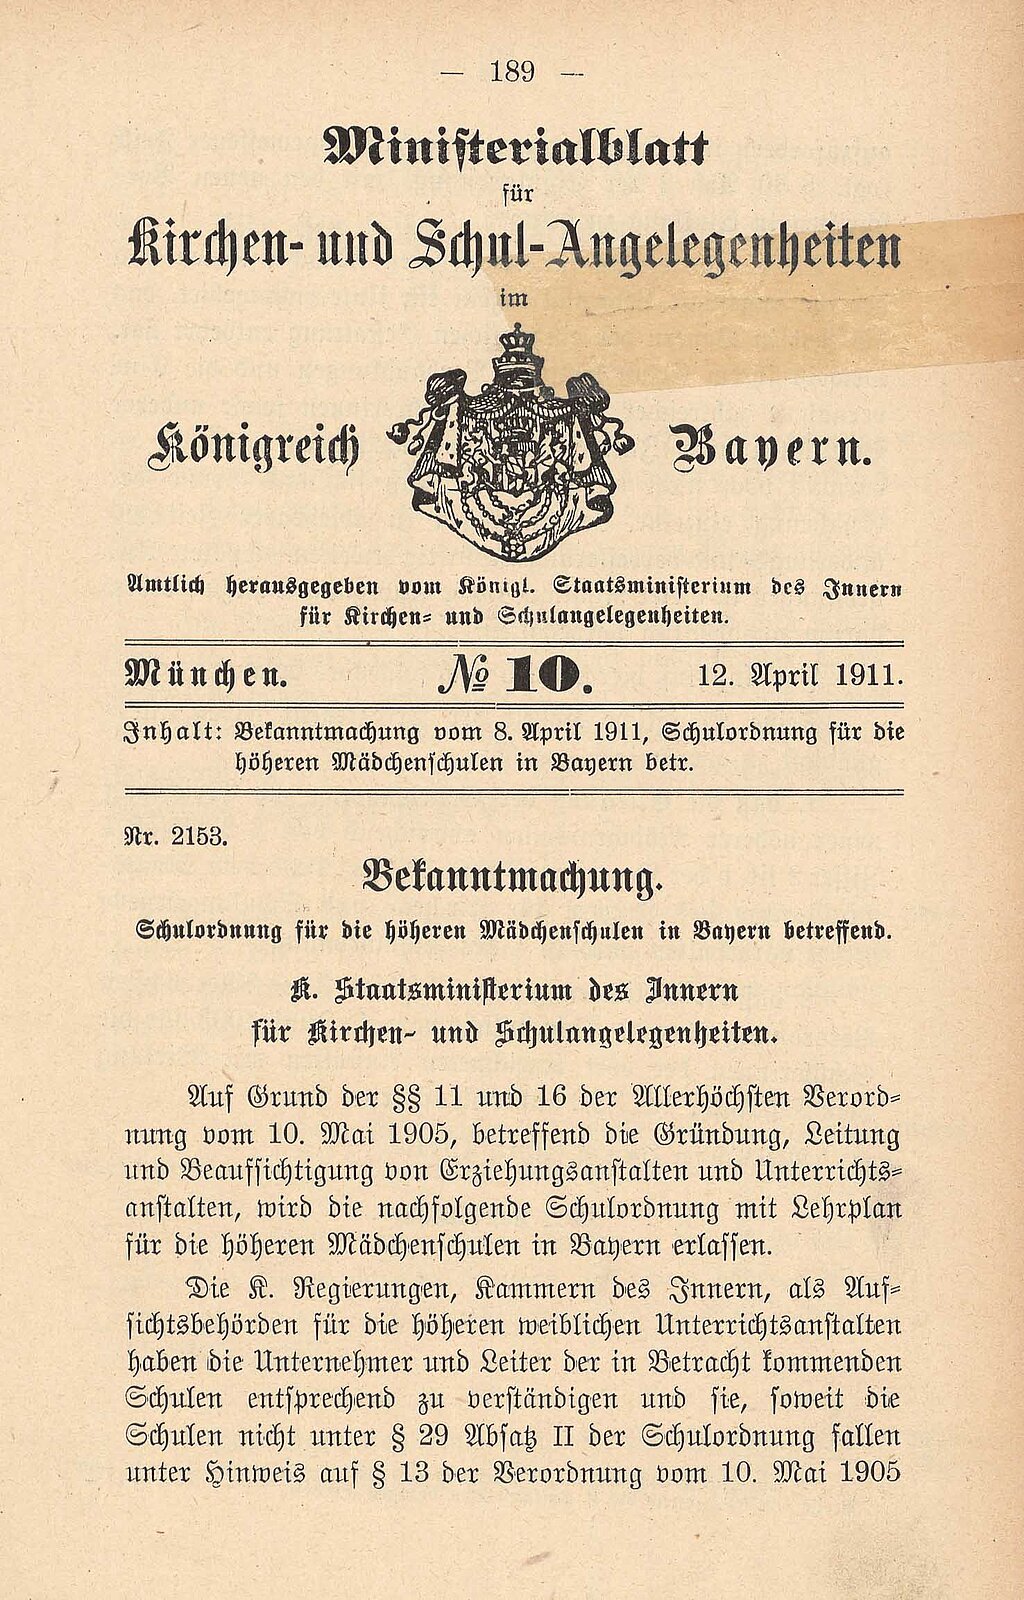 — 189 —
Ministerialblatt
für
Kirchen- und Schul-Angelegenheiten
im
Königreich Bayern.
Amtlich herausgegeben vom Königl. Staatsministerium des Innern
für Kirchen- und Schulangelegenheiten.
München. № 10. 12. April 1911.
Inhalt: Bekanntmachung vom 8. April 1911, Schulordnung für die
höheren Mädchenschulen in Bayern betr.
Nr. 2153.
Bekanntmachung.
Schulordnung für die höheren Mädchenschulen in Bayern betreffend.
K. Staatsministerium des Innern
für Kirchen- und Schulangelegenheiten.
Auf Grund der §§ 11 und 16 der Allerhöchsten Verord-
nung vom 10. Mai 1905, betreffend die Gründung, Leitung
und Beaufsichtigung von Erziehungsanstalten und Unterrichts-
anstalten, wird die nachfolgende Schulordnung mit Lehrplan
für die höheren Mädchenschulen in Bayern erlassen.
Die K. Regierungen, Kammern des Innern, als Auf-
sichtsbehörden für die höheren weiblichen Unterrichtsanstalten
haben die Unternehmer und Leiter der in Betracht kommenden
Schulen entsprechend zu verständigen und sie, soweit die
Schulen nicht unter § 29 Absatz II der Schulordnung fallen
unter Hinweis auf § 13 der Verordnung vom 10. Mai 1905